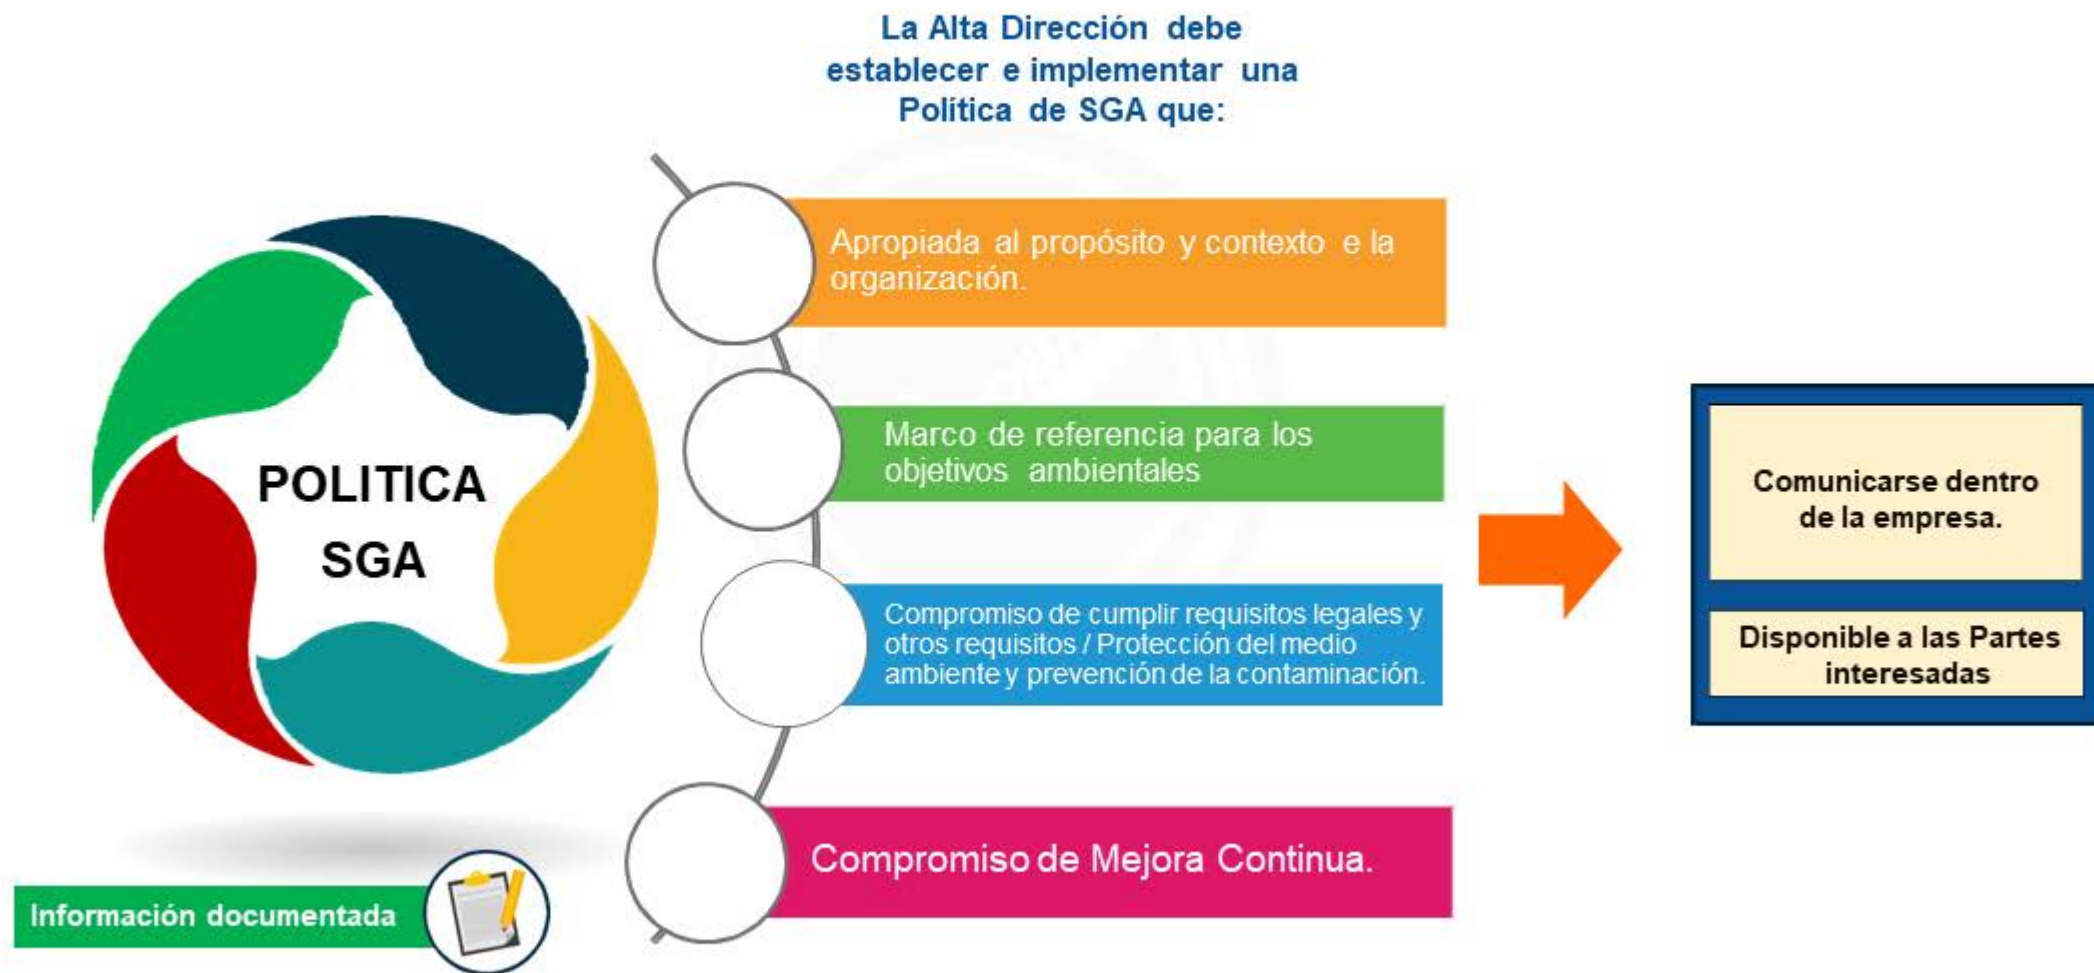 La Alta Dirección debe
establecer e implementar una
Política de SGA que:
POLITICA
SGA
Apropiada al propósito y contexto e la
organización.
Marco de referencia para los
objetivos ambientales
Compromiso de cumplir requisitos legales y
otros requisitos / Protección del medio
ambiente y prevención de la contaminación.
Compromiso de Mejora Continua.
Comunicarse dentro
de la empresa.
Disponible a las Partes
interesadas
Información documentada